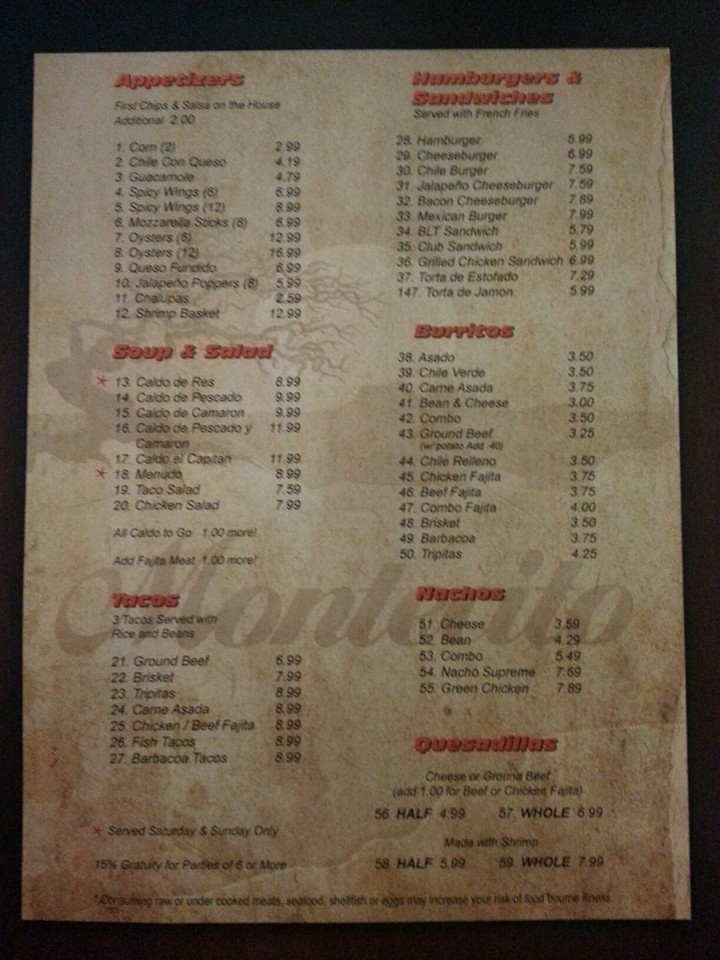 Appetizers
First Chips & Salsa on the House
Additional 2.00
1. Corn (2) 2.99
2. Chile Con Queso 4.19
3. Guacamole 4.79
4. Spicy Wings (6) 6.99
5. Spicy Wings (12) 8.99
6. Mozzarella Sticks (8) 6.99
7. Oysters (6) 12.99
8. Oysters (12) 16.99
9. Queso Fundido 6.99
10. Jalapeño Poppers (8) 5.99
11. Chalupas 2.59
12. Shrimp Basket 12.99
Soup & Salad
* 13. Caldo de Res 8.99
14. Caldo de Pescado 9.99
15. Caldo de Camaron 9.99
16. Caldo de Pescado y 11.99
Camaron
17. Caldo el Capitan 11.99
* 18. Menudo 8.99
19. Taco Salad 7.59
20. Chicken Salad 7.99
All Caldo to Go 1.00 more!
Add Fajita Meat 1.00 more!
Tacos
3 Tacos Served with
Rice and Beans
21. Ground Beef 6.99
22. Brisket 7.99
23. Tripitas 8.99
24. Carne Asada 8.99
25. Chicken / Beef Fajita 8.99
26. Fish Tacos 8.99
27. Barbacoa Tacos 8.99
* Served Saturday & Sunday Only
15% Gratuity for Parties of 6 or More
Hamburgers &
Sandwiches
Served with French Fries
28. Hamburger 5.99
29. Cheeseburger 6.99
30. Chile Burger 7.59
31. Jalapeño Cheeseburger 7.59
32. Bacon Cheeseburger 7.89
33. Mexican Burger 7.99
34. BLT Sandwich 5.79
35. Club Sandwich 5.99
36. Grilled Chicken Sandwich 6.99
37. Torta de Estofado 7.29
147. Torta de Jamon 5.99
Burritos
38. Asado 3.50
39. Chile Verde 3.50
40. Carne Asada 3.75
41. Bean & Cheese 3.00
42. Combo 3.50
43. Ground Beef 3.25
(w/ potato Add .40)
44. Chile Relleno 3.50
45. Chicken Fajita 3.75
46. Beef Fajita 3.75
47. Combo Fajita 4.00
48. Brisket 3.50
49. Barbacoa 3.75
50. Tripitas 4.25
Nachos
51. Cheese 3.59
52. Bean 4.29
53. Combo 5.49
54. Nacho Supreme 7.69
55. Green Chicken 7.89
Quesadillas
Cheese or Ground Beef
(add 1.00 for Beef or Chicken Fajita)
56. HALF 4.99 57. WHOLE 6.99
Made with Shrimp
58. HALF 5.99 59. WHOLE 7.99
*Consuming raw or under cooked meats, seafood, shellfish or eggs may increase your risk of food bourne illness.